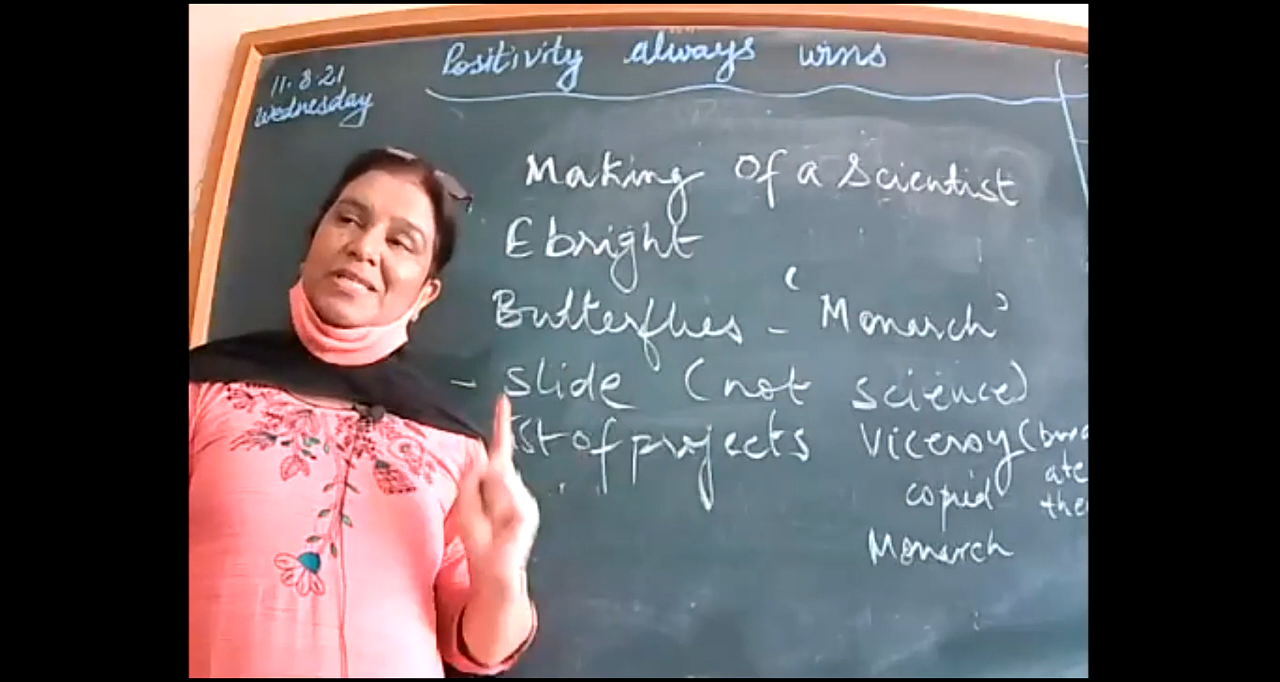 Positivity always wins
11.8.21
Wednesday
Making Of a Scientist
Ebright
Butterflies - 'Monarch'
- Slide (not science)
of projects Viceroy (
copied ate
Monarch